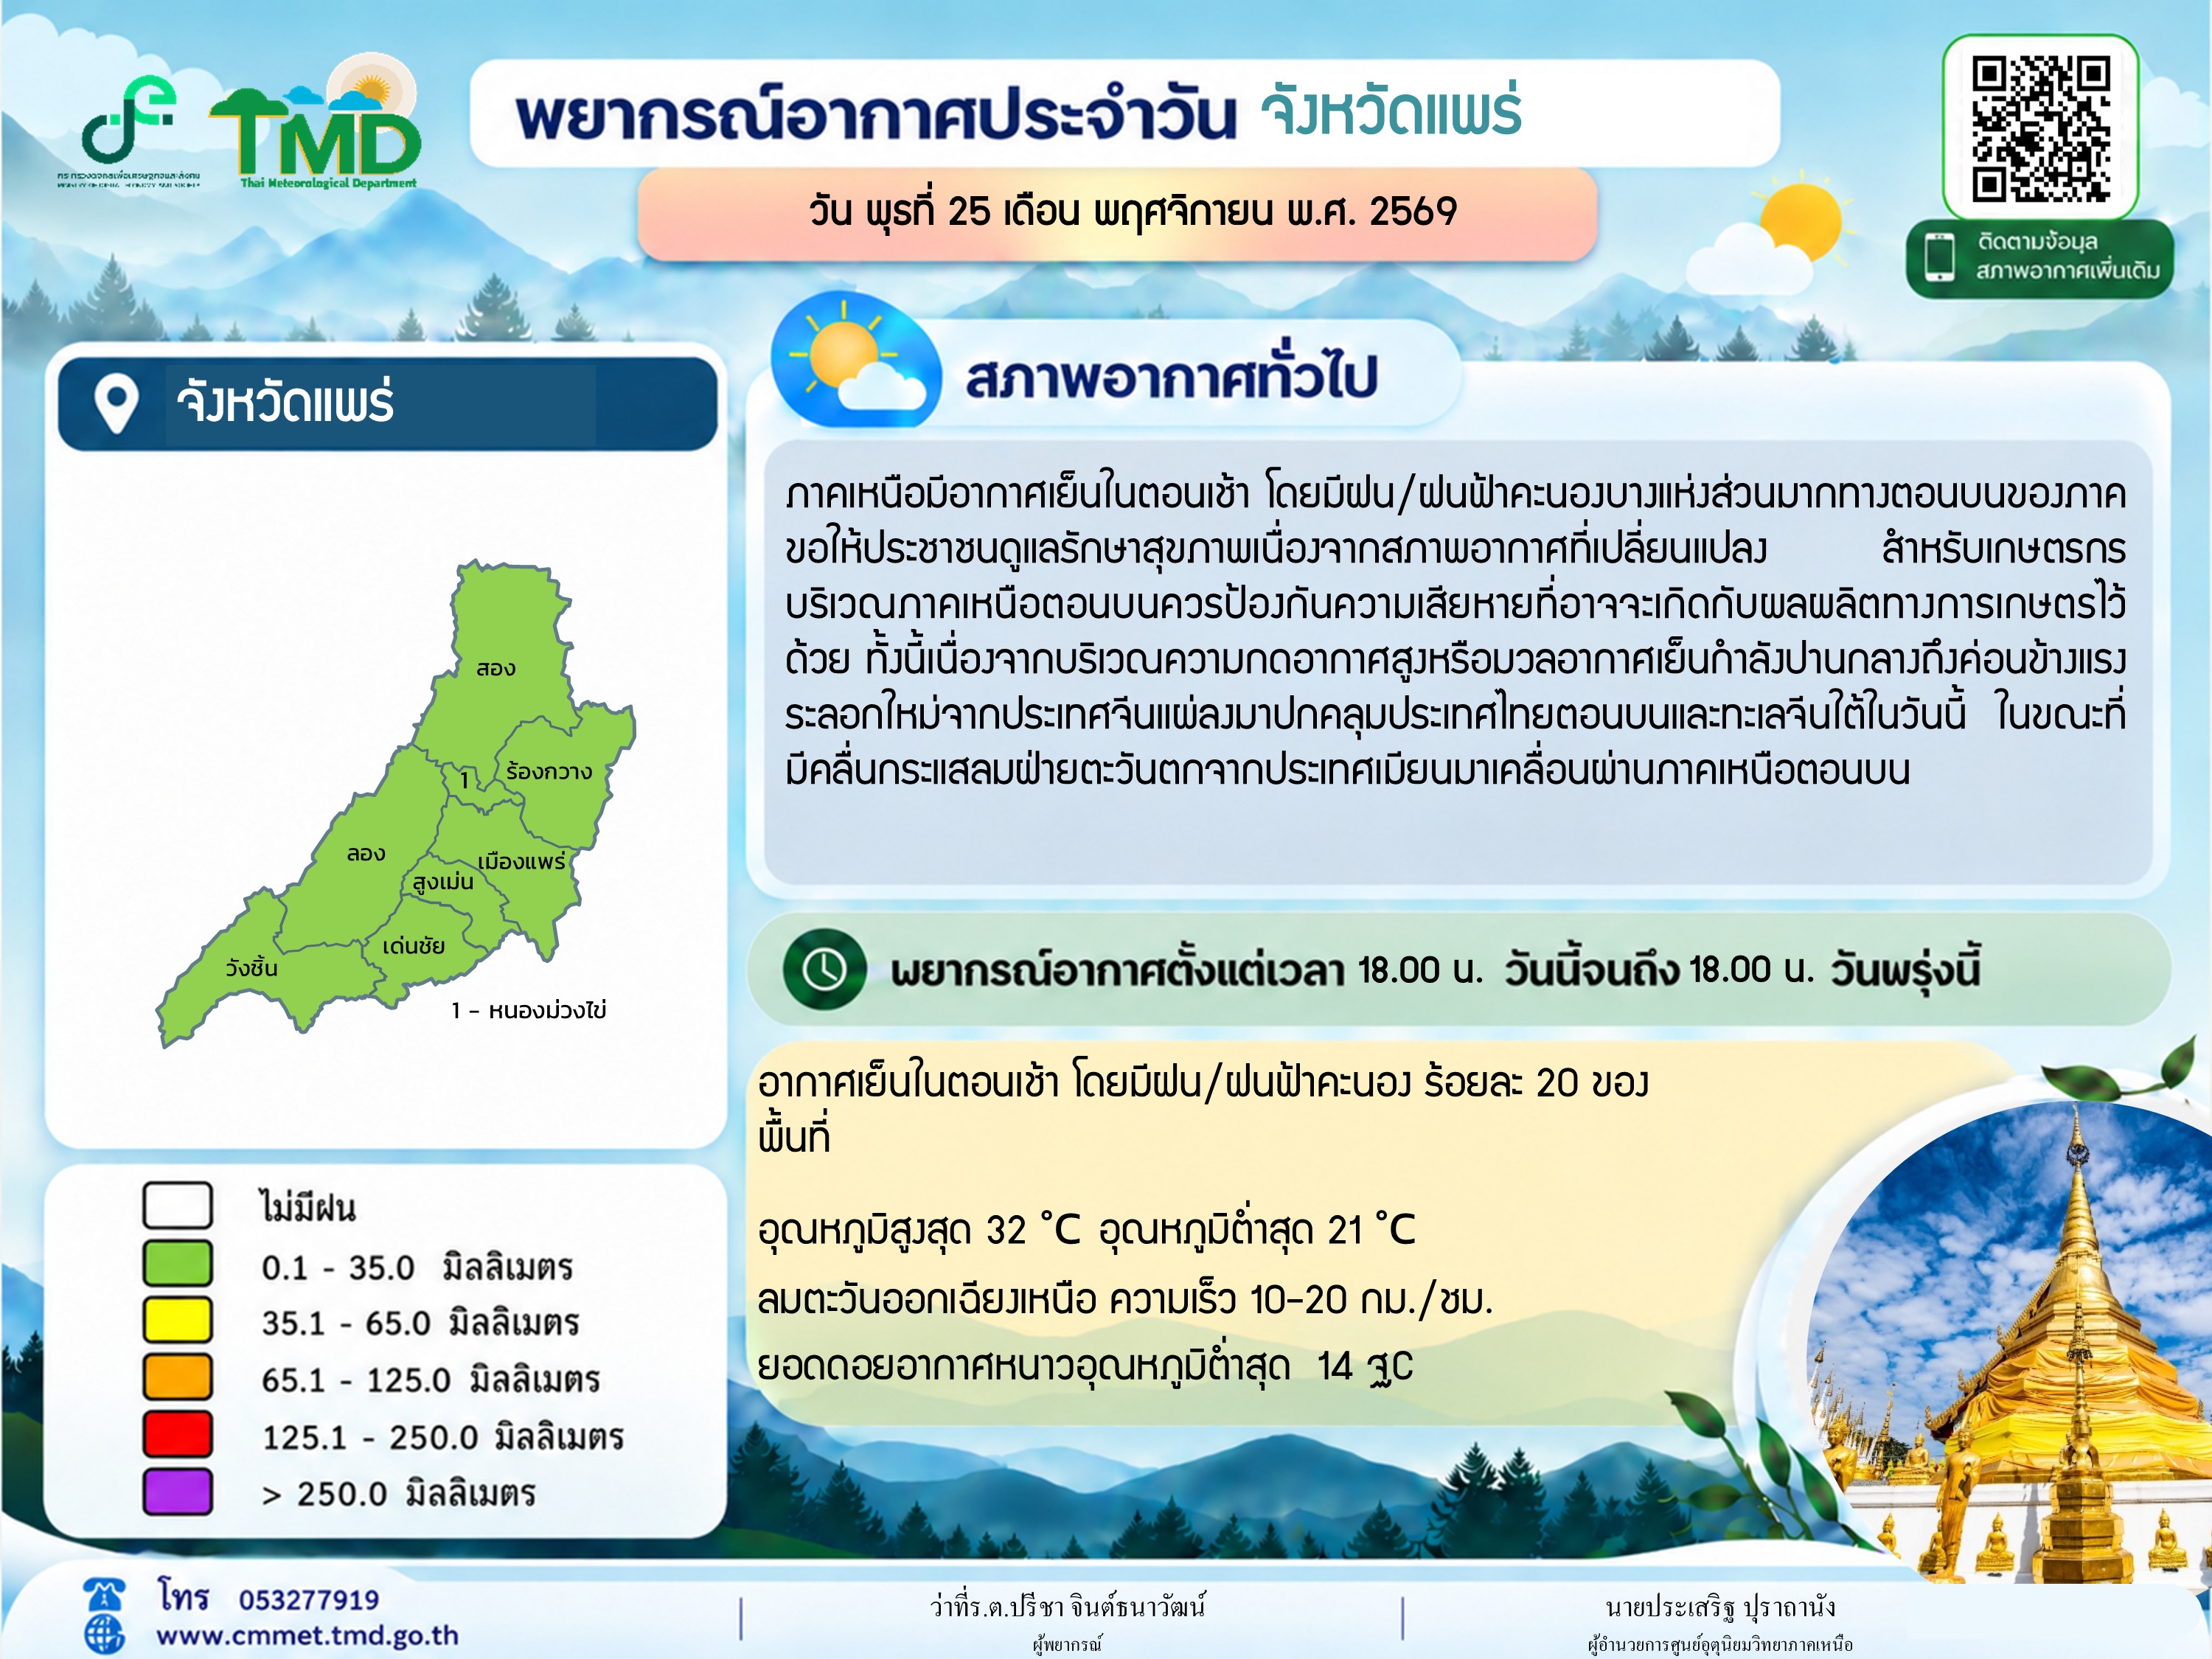 พยากรณ์อากาศประจำวัน จังหวัดแพร่
วัน พุธที่ 25 เดือน พฤศจิกายน พ.ศ. 2569
TMD
Thai Meteorological Department
ติดตามข้อมูล
สภาพอากาศเพิ่มเติม
จังหวัดแพร่
สอง
ร้องกวาง
1
ลอง
เมืองแพร่
สูงเม่น
เด่นชัย
วังชิ้น
1 - หนองม่วงไข่
ไม่มีฝน
0.1 - 35.0 มิลลิเมตร
35.1 - 65.0 มิลลิเมตร
65.1 - 125.0 มิลลิเมตร
125.1 - 250.0 มิลลิเมตร
> 250.0 มิลลิเมตร
สภาพอากาศทั่วไป
ภาคเหนือมีอากาศเย็นในตอนเช้า โดยมีฝน/ฝนฟ้าคะนองบางแห่งส่วนมากทางตอนบนของภาค
ขอให้ประชาชนดูแลรักษาสุขภาพเนื่องจากสภาพอากาศที่เปลี่ยนแปลง สำหรับเกษตรกร
บริเวณภาคเหนือตอนบนควรป้องกันความเสียหายที่อาจจะเกิดกับผลผลิตทางการเกษตรไว้
ด้วย ทั้งนี้เนื่องจากบริเวณความกดอากาศสูงหรือมวลอากาศเย็นกำลังปานกลางถึงค่อนข้างแรง
ระลอกใหม่จากประเทศจีนแผ่ลงมาปกคลุมประเทศไทยตอนบนและทะเลจีนใต้ในวันนี้ ในขณะที่
มีคลื่นกระแสลมฝ่ายตะวันตกจากประเทศเมียนมาเคลื่อนผ่านภาคเหนือตอนบน
พยากรณ์อากาศตั้งแต่เวลา 18.00 น. วันนี้จนถึง 18.00 น. วันพรุ่งนี้
อากาศเย็นในตอนเช้า โดยมีฝน/ฝนฟ้าคะนอง ร้อยละ 20 ของ
พื้นที่
อุณหภูมิสูงสุด 32 °C อุณหภูมิต่ำสุด 21 °C
ลมตะวันออกเฉียงเหนือ ความเร็ว 10-20 กม./ชม.
ยอดดอยอากาศหนาวอุณหภูมิต่ำสุด 14 ฐC
โทร 053277919
www.cmmet.tmd.go.th
ว่าที่ร.ต.ปรีชา จินต์ธนาวัฒน์
ผู้พยากรณ์
นายประเสริฐ ปุราถานัง
ผู้อำนวยการศูนย์อุตุนิยมวิทยาภาคเหนือ